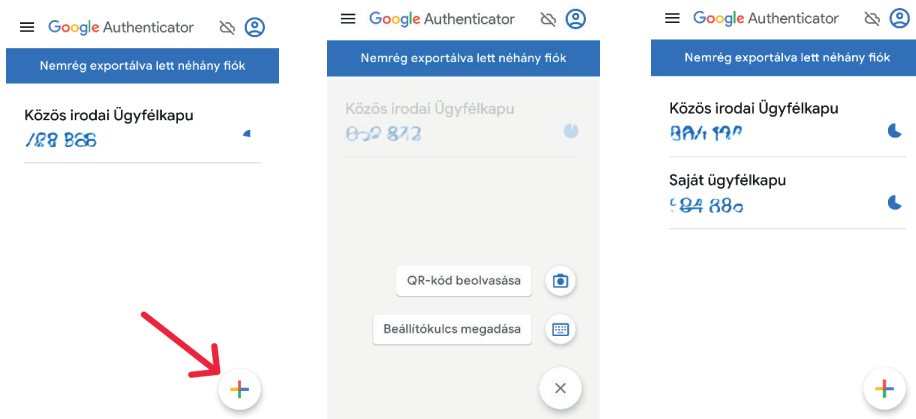 Google Authenticator
Nemrég exportálva lett néhány fiók
Közös irodai Ügyfélkapu
Google Authenticator
Nemrég exportálva lett néhány fiók
Közös irodai Ügyfélkapu
QR-kód beolvasása
Beállítókulcs megadása
Google Authenticator
Nemrég exportálva lett néhány fiók
Közös irodai Ügyfélkapu
Saját ügyfélkapu